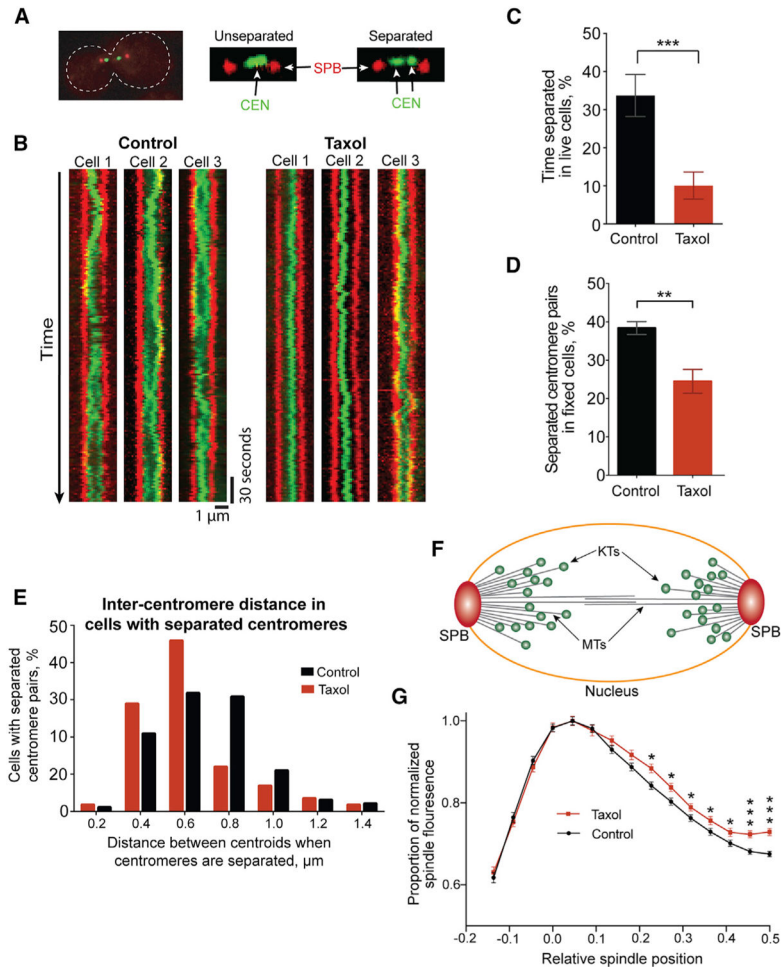 A
Unseparated
Separated
SPB
CEN
CEN
B
Control
Taxol
Cell 1
Cell 2
Cell 3
Cell 1
Cell 2
Cell 3
Time
30 seconds
1 µm
C
Time separated
in live cells, %
50
40
30
20
10
0
***
Control
Taxol
D
Separated centromere pairs
in fixed cells, %
50
40
30
20
10
0
**
Control
Taxol
E
Inter-centromere distance in
cells with separated centromeres
Cells with separated
centromere pairs, %
50
40
30
20
10
0
Control
Taxol
0.2
0.4
0.6
0.8
1.0
1.2
1.4
Distance between centroids when
centromeres are separated, µm
F
KTs
SPB
SPB
MTs
Nucleus
G
Proportion of normalized
spindle flouresence
1.0
0.8
0.6
Taxol
Control
*
*
*
*
*
***
***
-0.2
-0.1
0.0
0.1
0.2
0.3
0.4
0.5
Relative spindle position